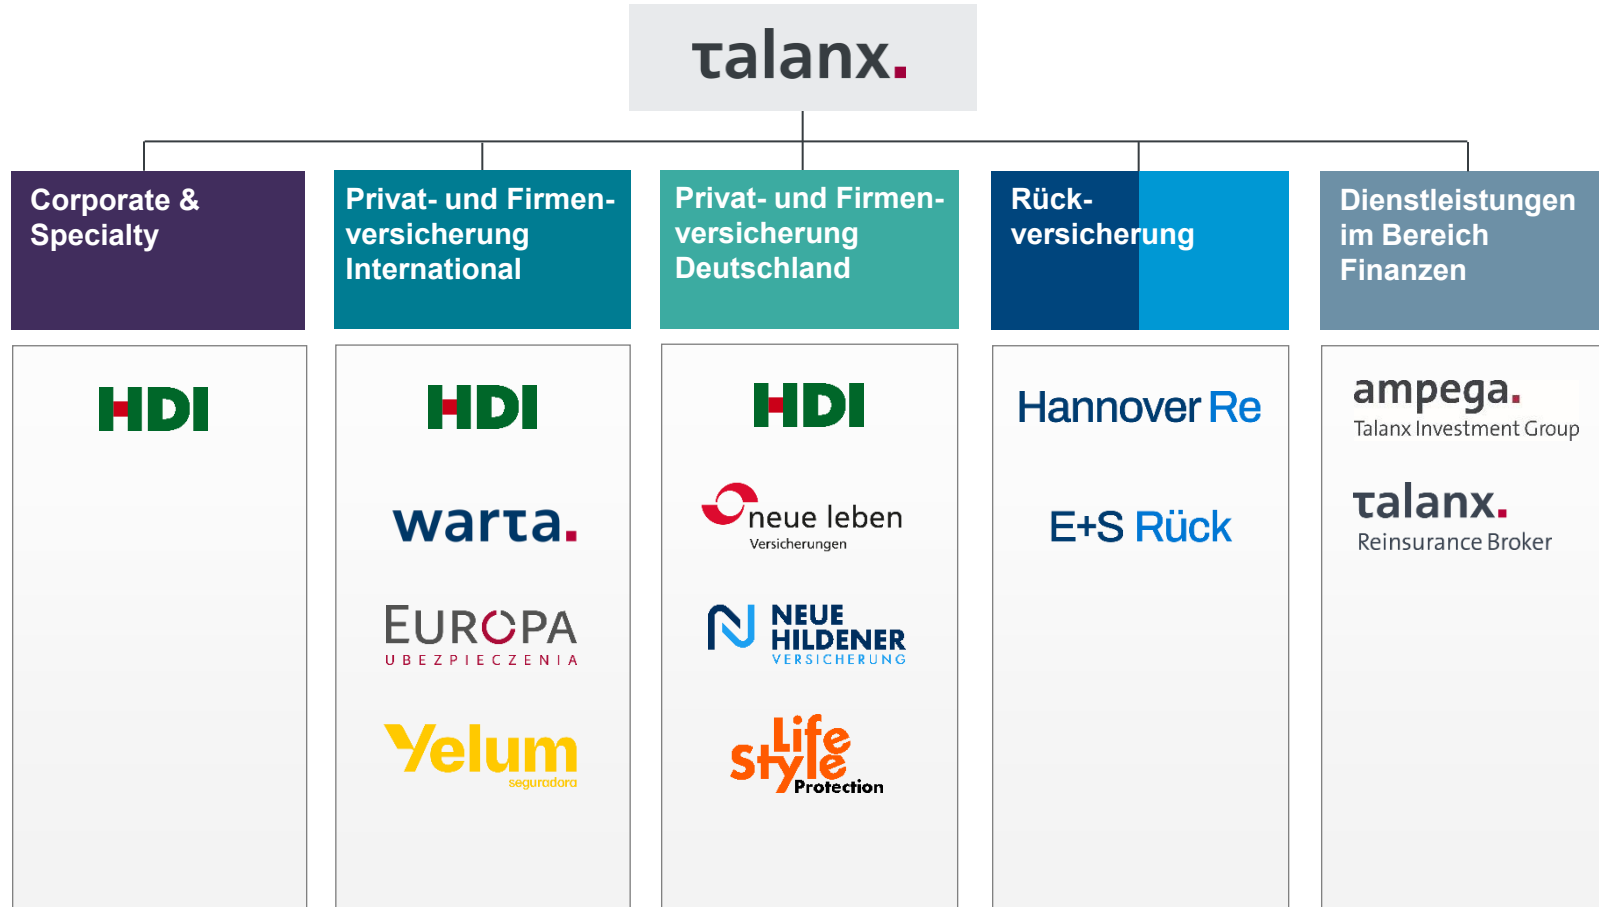 talanx.
Corporate &
Specialty
Privat- und Firmen-
versicherung
International
Privat- und Firmen-
versicherung
Deutschland
Rück-
versicherung
Dienstleistungen
im Bereich
Finanzen
HDI
HDI
warta.
EUROPA
UBEZPIECZENIA
Yelum
seguradora
HDI
neue leben
Versicherungen
NEUE
HILDENER
VERSICHERUNG
Life
Style
Protection
Hannover Re
E+S Rück
ampega.
Talanx Investment Group
talanx.
Reinsurance Broker